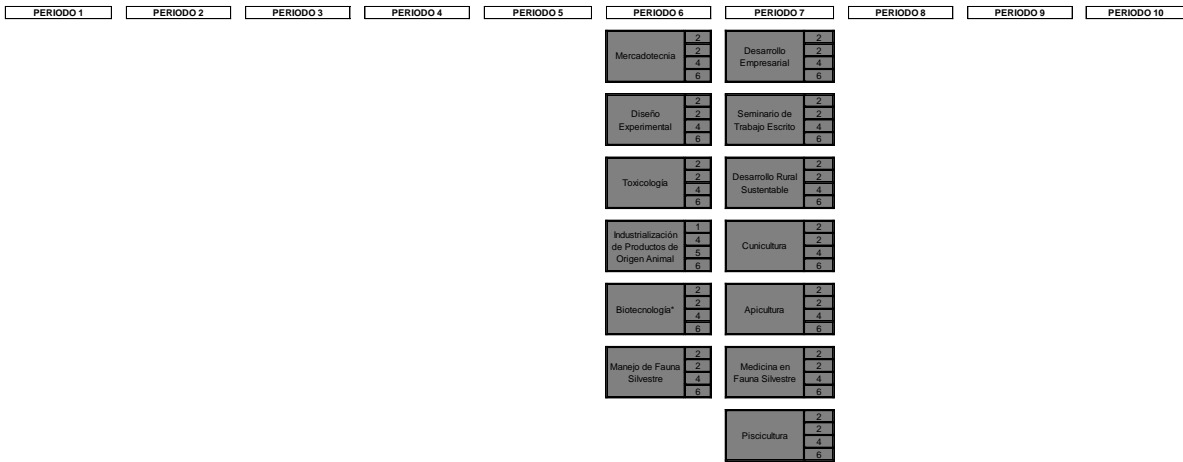 PERIODO 1 PERIODO 2 PERIODO 3 PERIODO 4 PERIODO 5 PERIODO 6 PERIODO 7 PERIODO 8 PERIODO 9 PERIODO 10
Mercadotecnia
2
2
4
6
Desarrollo
Empresarial
2
2
4
6
Diseño
Experimental
2
2
4
6
Seminario de
Trabajo Escrito
2
2
4
6
Toxicología
2
2
4
6
Desarrollo Rural
Sustentable
2
2
4
6
Industrialización
de Productos de
Origen Animal
1
4
5
6
Cunicultura
2
2
4
6
Biotecnología*
2
2
4
6
Apicultura
2
2
4
6
Manejo de Fauna
Silvestre
2
2
4
6
Medicina en
Fauna Silvestre
2
2
4
6
Piscicultura
2
2
4
6